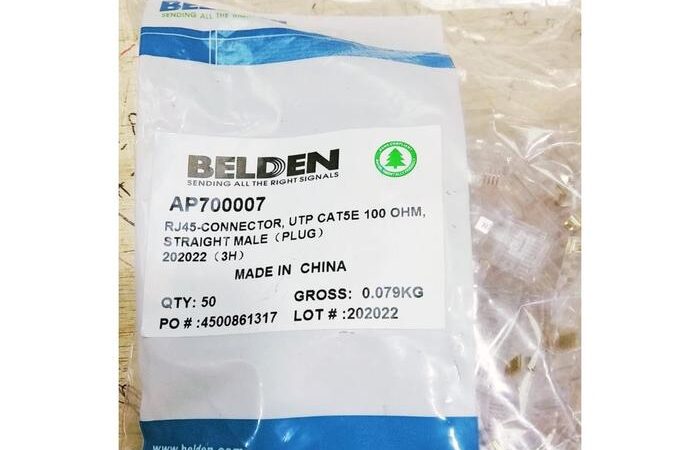 BELDEN
SENDING ALL THE RIGHT SIGNALS
BELDEN
SENDING ALL THE RIGHT SIGNALS
AP700007
RJ45-CONNECTOR, UTP CAT5E 100 OHM,
STRAIGHT MALE（PLUG）
202022（3H）
MADE IN CHINA
QTY: 50 GROSS: 0.079KG
PO # :4500861317 LOT # :202022
www.belden.com